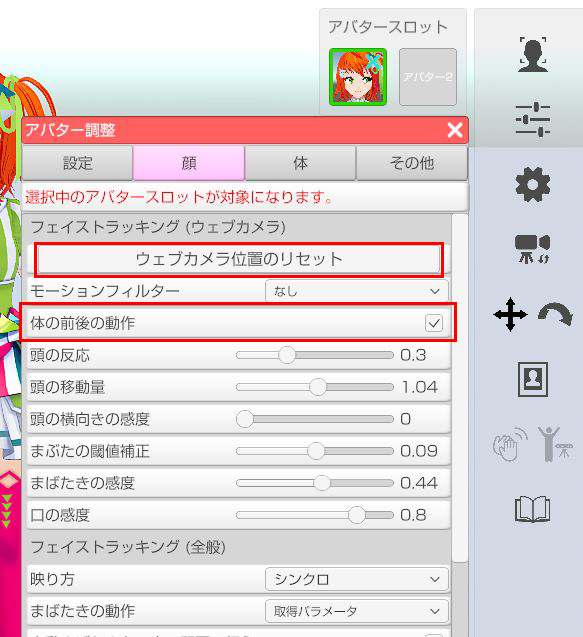 アバタースロット
アバター2
アバター調整
設定 顔 体 その他
選択中のアバタースロットが対象になります。
フェイストラッキング (ウェブカメラ)
ウェブカメラ位置のリセット
モーションフィルター なし
体の前後の動作
頭の反応 0.3
頭の移動量 1.04
頭の横向きの感度 0
まぶたの閾値補正 0.09
まばたきの感度 0.44
口の感度 0.8
フェイストラッキング (全般)
映り方 シンクロ
まばたきの動作 取得パラメータ